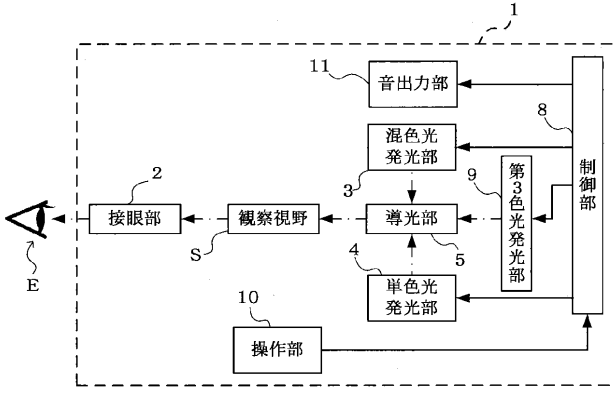 1
11
音出力部
8
混色光
発光部
3
制御部
9
第3色光発光部
2
接眼部
観察視野
導光部
E
S
5
4
単色光
発光部
10
操作部